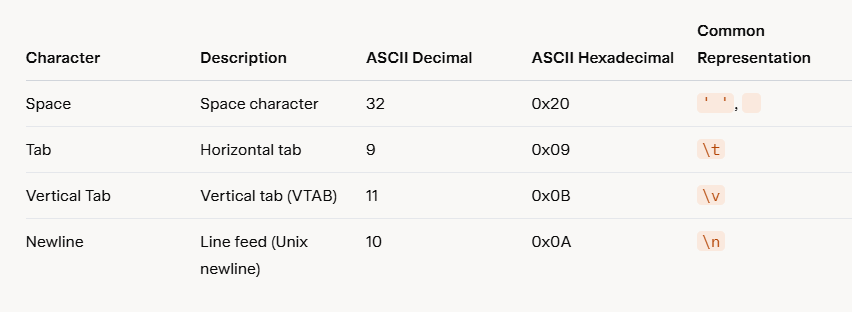 Character Description ASCII Decimal ASCII Hexadecimal Common Representation
Space Space character 32 0x20 ' ',
Tab Horizontal tab 9 0x09 \t
Vertical Tab Vertical tab (VTAB) 11 0x0B \v
Newline Line feed (Unix 10 0x0A \n
newline)